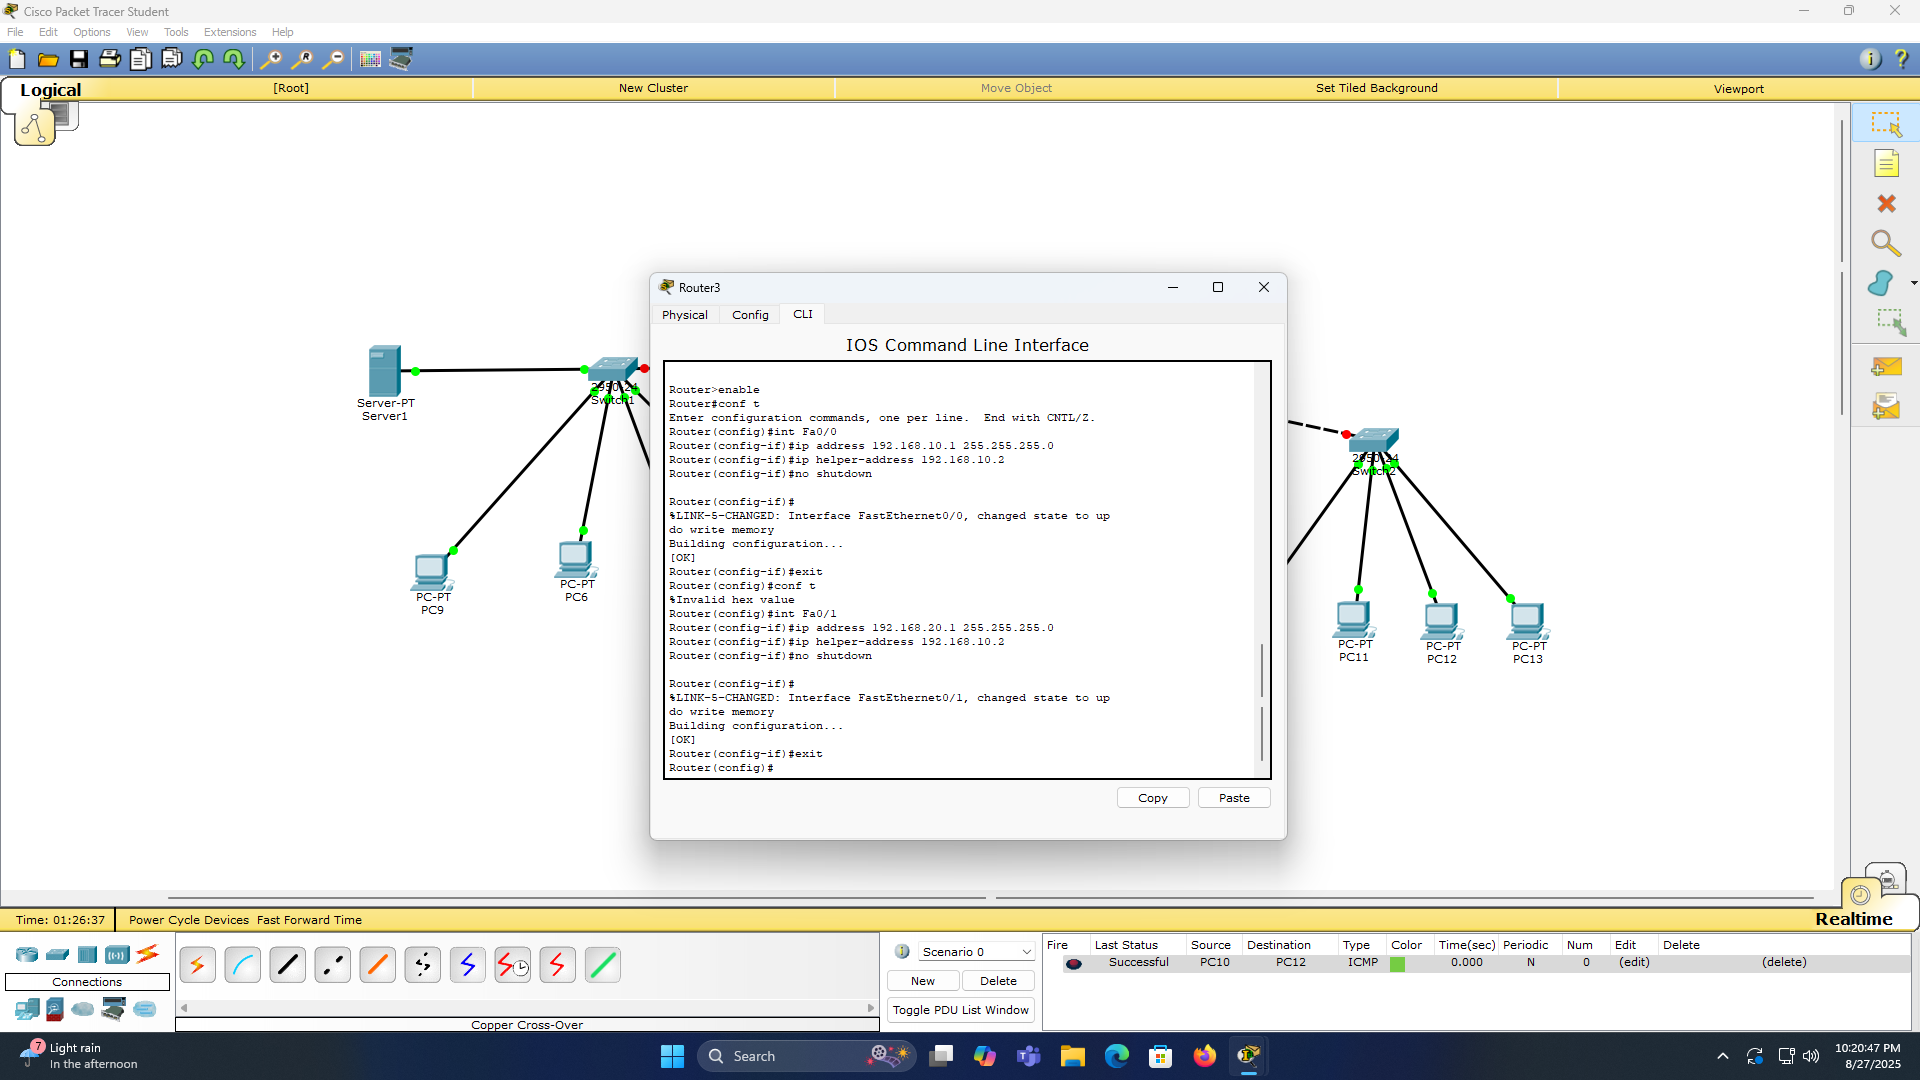 Cisco Packet Tracer Student
File Edit Options View Tools Extensions Help
Logical [Root] New Cluster Move Object Set Tiled Background Viewport
Router3
Physical Config CLI
IOS Command Line Interface
Router>enable
Router#conf t
Enter configuration commands, one per line.  End with CNTL/Z.
Router(config)#int Fa0/0
Router(config-if)#ip address 192.168.10.1 255.255.255.0
Router(config-if)#ip helper-address 192.168.10.2
Router(config-if)#no shutdown
Router(config-if)#
%LINK-5-CHANGED: Interface FastEthernet0/0, changed state to up
do write memory
Building configuration...
[OK]
Router(config-if)#exit
Router(config)#conf t
%Invalid hex value
Router(config)#int Fa0/1
Router(config-if)#ip address 192.168.20.1 255.255.255.0
Router(config-if)#ip helper-address 192.168.10.2
Router(config-if)#no shutdown
Router(config-if)#
%LINK-5-CHANGED: Interface FastEthernet0/1, changed state to up
do write memory
Building configuration...
[OK]
Router(config-if)#exit
Router(config)#
Copy Paste
Server-PT
Server1
2950-24
Switch1
PC-PT
PC9
PC-PT
PC6
2950-24
Switch2
PC-PT
PC11
PC-PT
PC12
PC-PT
PC13
Time: 01:26:37 Power Cycle Devices Fast Forward Time
Realtime
Connections
Copper Cross-Over
Scenario 0
New Delete
Toggle PDU List Window
Fire Last Status Source Destination Type Color Time(sec) Periodic Num Edit Delete
Successful PC10 PC12 ICMP 0.000 N 0 (edit) (delete)
7
Light rain
In the afternoon
Search
10:20:47 PM
8/27/2025